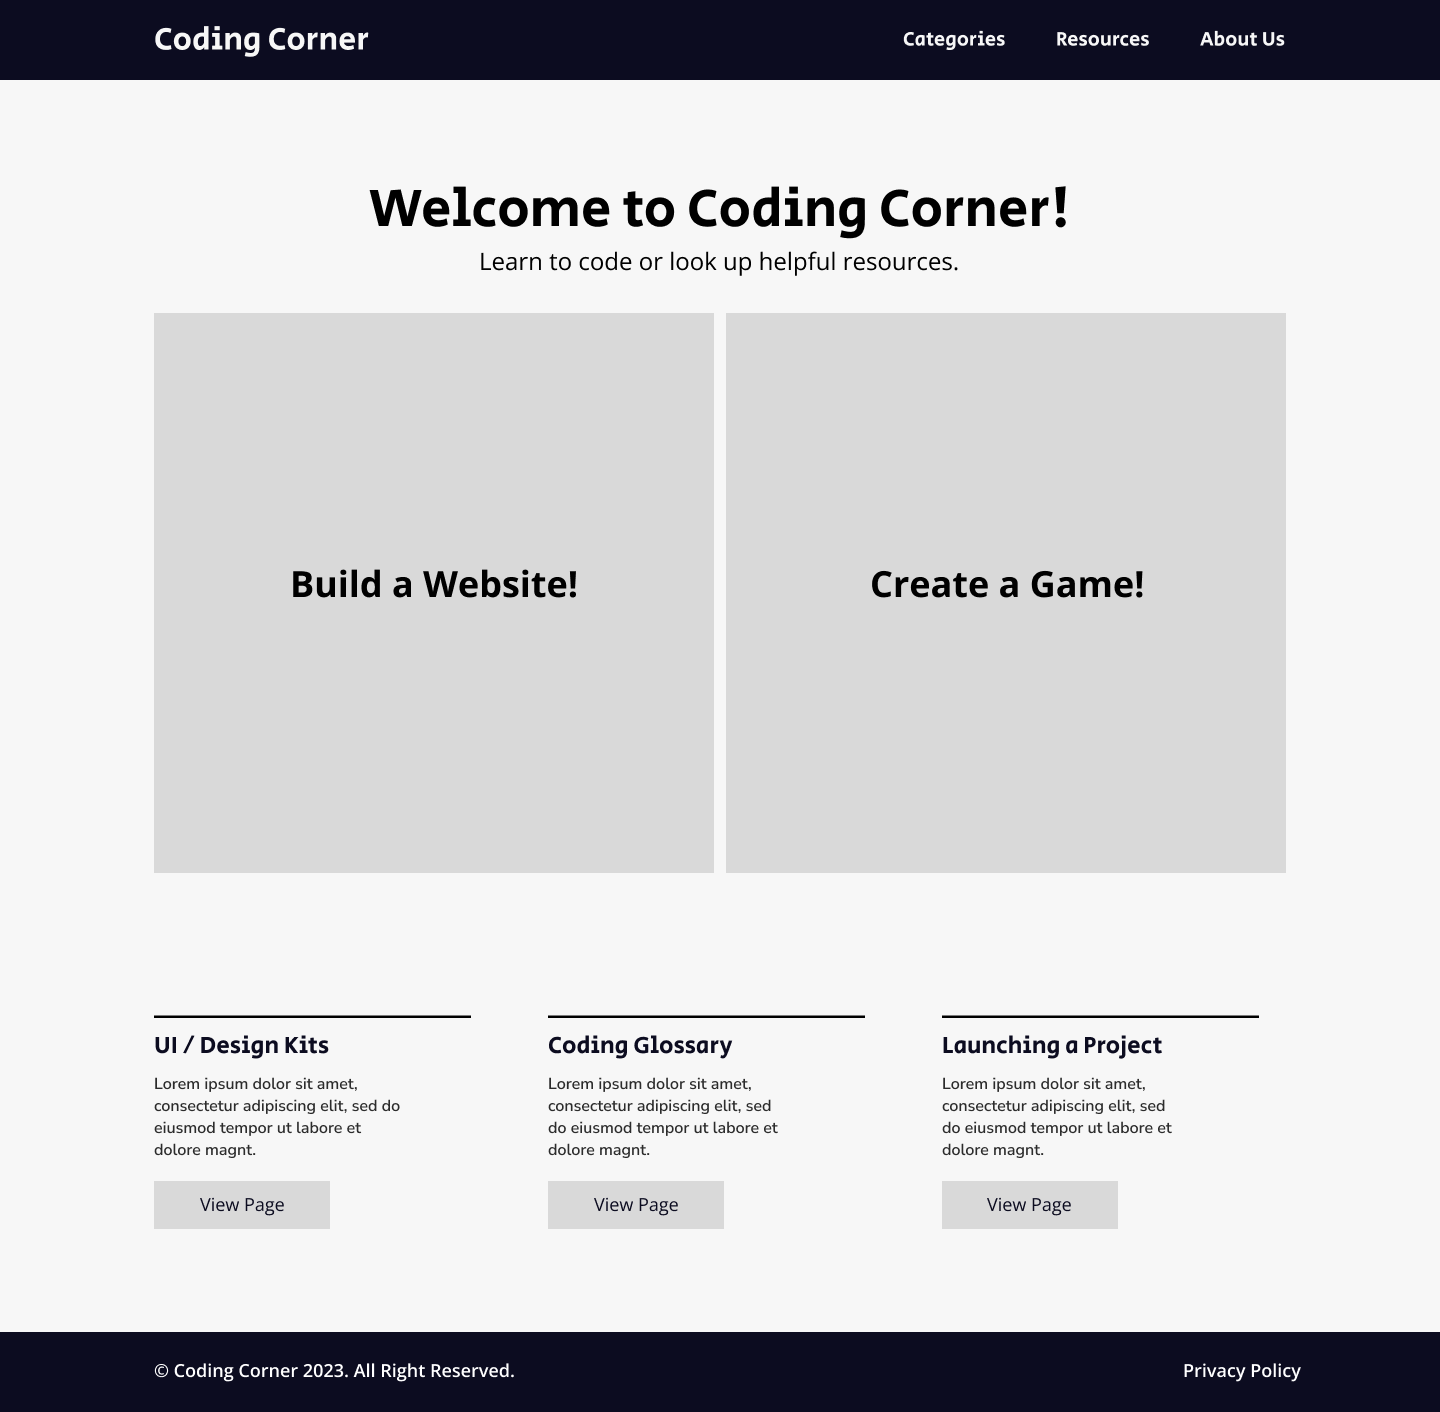 Coding Corner
Categories Resources About Us
Welcome to Coding Corner!
Learn to code or look up helpful resources.
Build a Website!
Create a Game!
UI / Design Kits
Lorem ipsum dolor sit amet,
consectetur adipiscing elit, sed do
eiusmod tempor ut labore et
dolore magnt.
View Page
Coding Glossary
Lorem ipsum dolor sit amet,
consectetur adipiscing elit, sed
do eiusmod tempor ut labore et
dolore magnt.
View Page
Launching a Project
Lorem ipsum dolor sit amet,
consectetur adipiscing elit, sed
do eiusmod tempor ut labore et
dolore magnt.
View Page
© Coding Corner 2023. All Right Reserved.
Privacy Policy